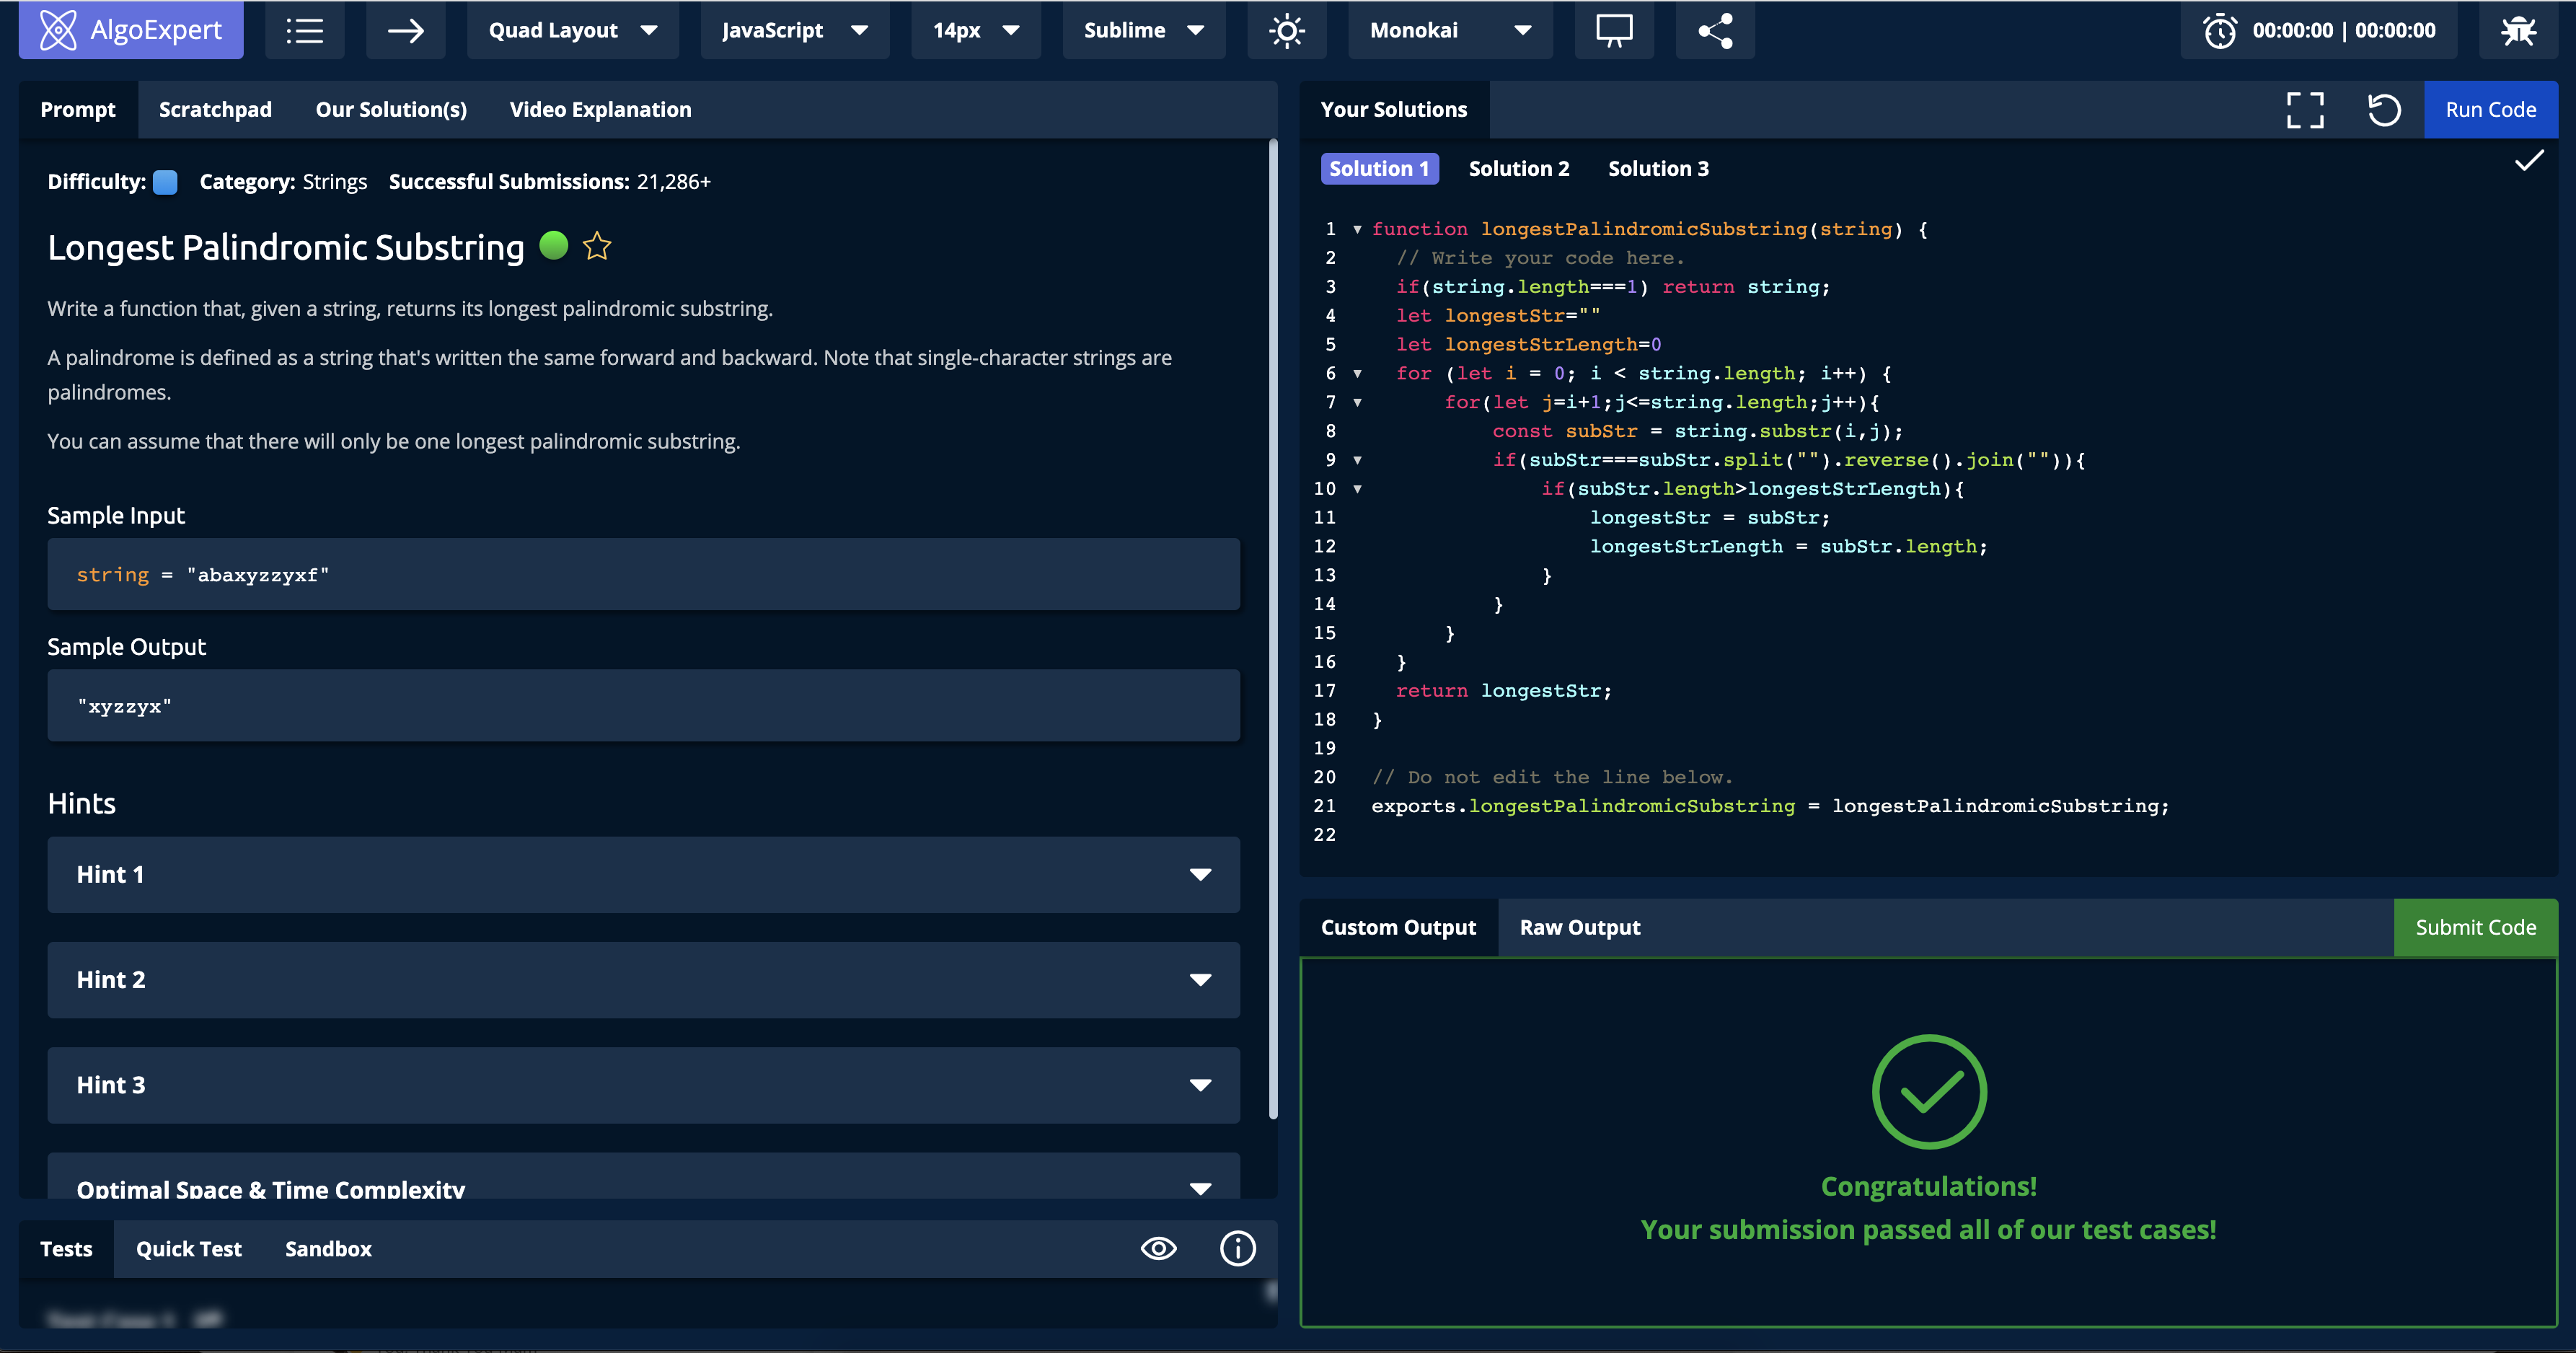 AlgoExpert
Quad Layout
JavaScript
14px
Sublime
Monokai
00:00:00 | 00:00:00
Prompt
Scratchpad
Our Solution(s)
Video Explanation
Difficulty:
Category: Strings
Successful Submissions: 21,286+
Longest Palindromic Substring
Write a function that, given a string, returns its longest palindromic substring.
A palindrome is defined as a string that's written the same forward and backward. Note that single-character strings are
palindromes.
You can assume that there will only be one longest palindromic substring.
Sample Input
string = "abaxyzzyxf"
Sample Output
"xyzzyx"
Hints
Hint 1
Hint 2
Hint 3
Optimal Space & Time Complexity
Tests
Quick Test
Sandbox
Your Solutions
Run Code
Solution 1
Solution 2
Solution 3
1 function longestPalindromicSubstring(string) {
2 // Write your code here.
3 if(string.length===1) return string;
4 let longestStr=""
5 let longestStrLength=0
6 for (let i = 0; i < string.length; i++) {
7 for(let j=i+1;j<=string.length;j++){
8 const subStr = string.substr(i,j);
9 if(subStr===subStr.split("").reverse().join("")){
10 if(subStr.length>longestStrLength){
11 longestStr = subStr;
12 longestStrLength = subStr.length;
13 }
14 }
15 }
16 }
17 return longestStr;
18 }
19
20 // Do not edit the line below.
21 exports.longestPalindromicSubstring = longestPalindromicSubstring;
22
Custom Output
Raw Output
Submit Code
Congratulations!
Your submission passed all of our test cases!